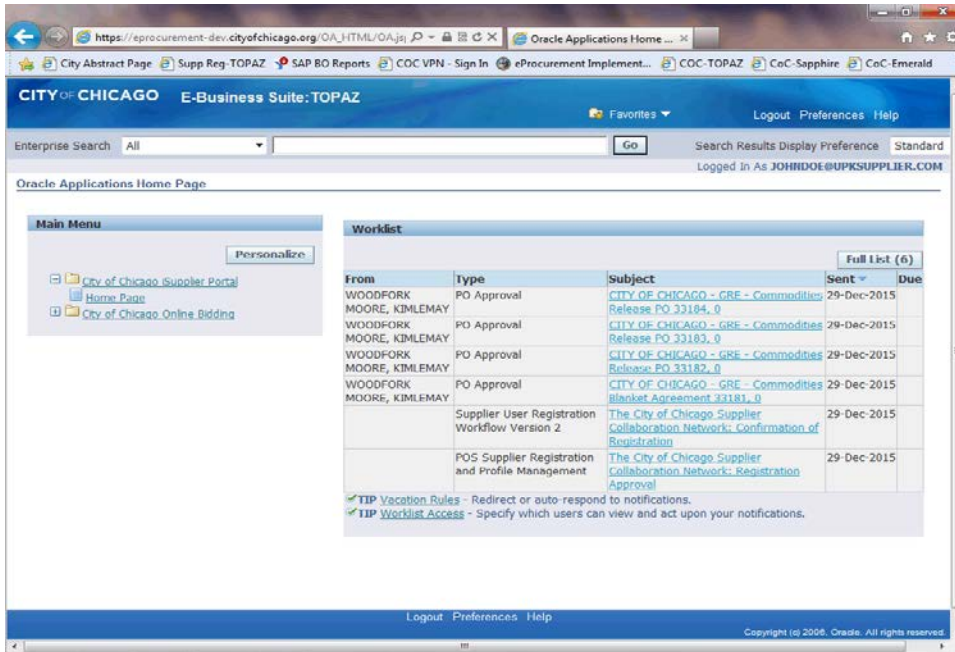 https://eprocurement-dev.cityofchicago.org/OA_HTML/OA.js
Oracle Applications Home ...
City Abstract Page
Supp Reg-TOPAZ
SAP BO Reports
COC VPN - Sign In
eProcurement Implement...
COC-TOPAZ
CoC-Sapphire
CoC-Emerald
CITY OF CHICAGO E-Business Suite: TOPAZ
Favorites
Logout Preferences Help
Enterprise Search All
Go
Search Results Display Preference Standard
Logged In As JOHNDOE@UPKSUPPLIER.COM
Oracle Applications Home Page
Main Menu
Personalize
City of Chicago iSupplier Portal
Home Page
City of Chicago Online Bidding
Worklist
Full List (6)
From Type Subject Sent Due
WOODFORK PO Approval CITY OF CHICAGO - GRE - Commodities 29-Dec-2015
MOORE, KIMLEMAY Release PO 33184, 0
WOODFORK PO Approval CITY OF CHICAGO - GRE - Commodities 29-Dec-2015
MOORE, KIMLEMAY Release PO 33183, 0
WOODFORK PO Approval CITY OF CHICAGO - GRE - Commodities 29-Dec-2015
MOORE, KIMLEMAY Release PO 33182, 0
WOODFORK PO Approval CITY OF CHICAGO - GRE - Commodities 29-Dec-2015
MOORE, KIMLEMAY Blanket Agreement 33181, 0
Supplier User Registration The City of Chicago Supplier 29-Dec-2015
Workflow Version 2 Collaboration Network: Confirmation of
Registration
POS Supplier Registration The City of Chicago Supplier 29-Dec-2015
and Profile Management Collaboration Network: Registration
Approval
TIP Vacation Rules - Redirect or auto-respond to notifications.
TIP Worklist Access - Specify which users can view and act upon your notifications.
Logout Preferences Help
Copyright (c) 2006, Oracle. All rights reserved.